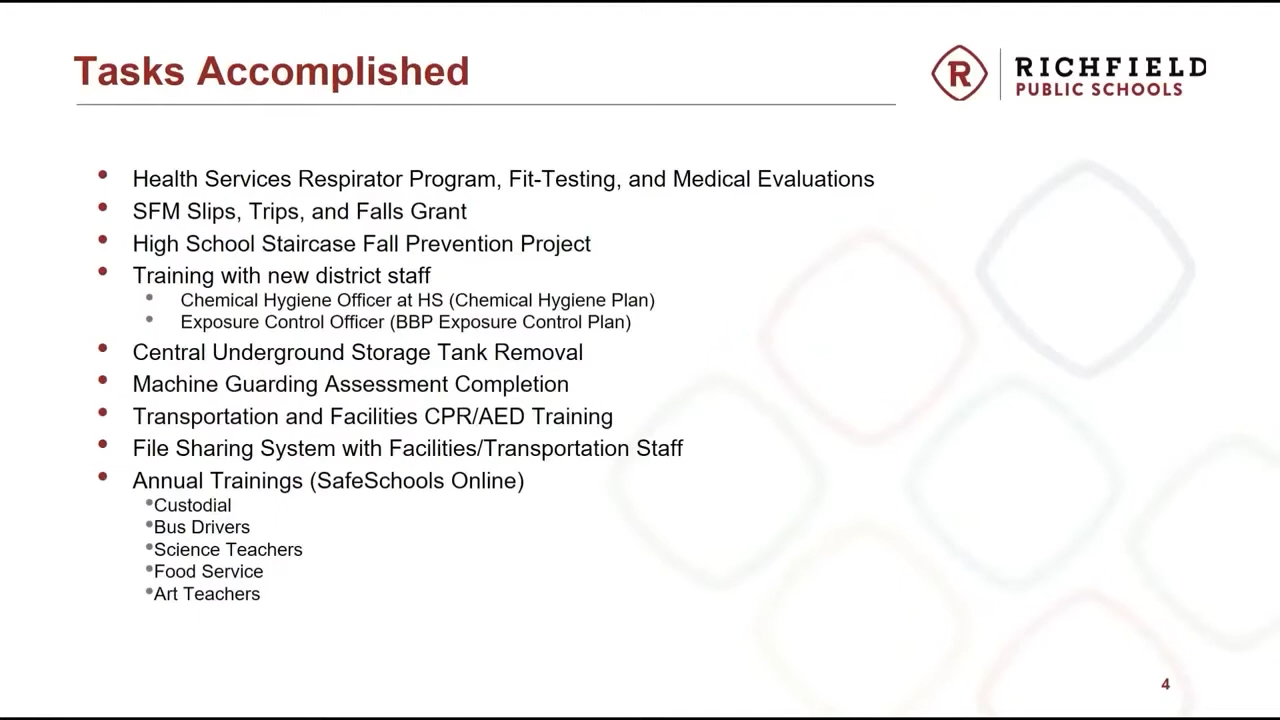 Tasks Accomplished
R RICHFIELD
PUBLIC SCHOOLS
• Health Services Respirator Program, Fit-Testing, and Medical Evaluations
• SFM Slips, Trips, and Falls Grant
• High School Staircase Fall Prevention Project
• Training with new district staff
• Chemical Hygiene Officer at HS (Chemical Hygiene Plan)
• Exposure Control Officer (BBP Exposure Control Plan)
• Central Underground Storage Tank Removal
• Machine Guarding Assessment Completion
• Transportation and Facilities CPR/AED Training
• File Sharing System with Facilities/Transportation Staff
• Annual Trainings (SafeSchools Online)
•Custodial
•Bus Drivers
•Science Teachers
•Food Service
•Art Teachers
4